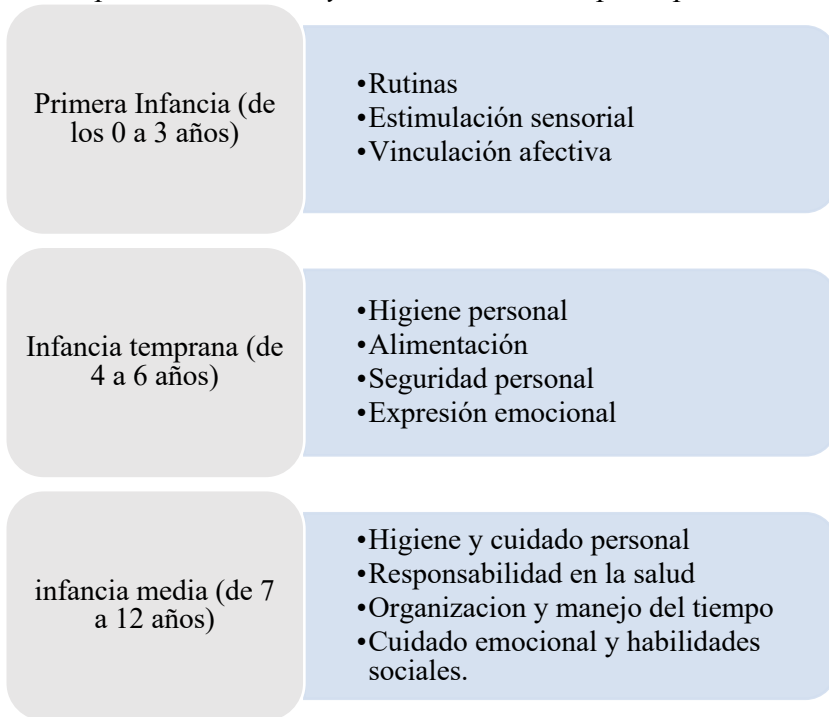 Primera Infancia (de
los 0 a 3 años)
•Rutinas
•Estimulación sensorial
•Vinculación afectiva
Infancia temprana (de
4 a 6 años)
•Higiene personal
•Alimentación
•Seguridad personal
•Expresión emocional
infancia media (de 7
a 12 años)
•Higiene y cuidado personal
•Responsabilidad en la salud
•Organizacion y manejo del tiempo
•Cuidado emocional y habilidades
sociales.